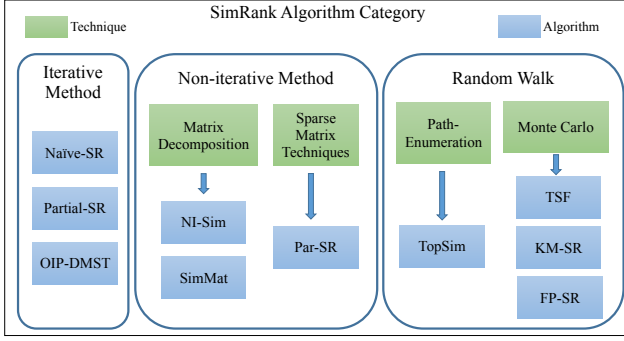 SimRank Algorithm Category
Technique
Algorithm
Iterative
Method
Naïve-SR
Partial-SR
OIP-DMST
Non-iterative Method
Matrix
Decomposition
Sparse
Matrix
Techniques
NI-Sim
SimMat
Par-SR
Random Walk
Path-
Enumeration
Monte Carlo
TopSim
TSF
KM-SR
FP-SR